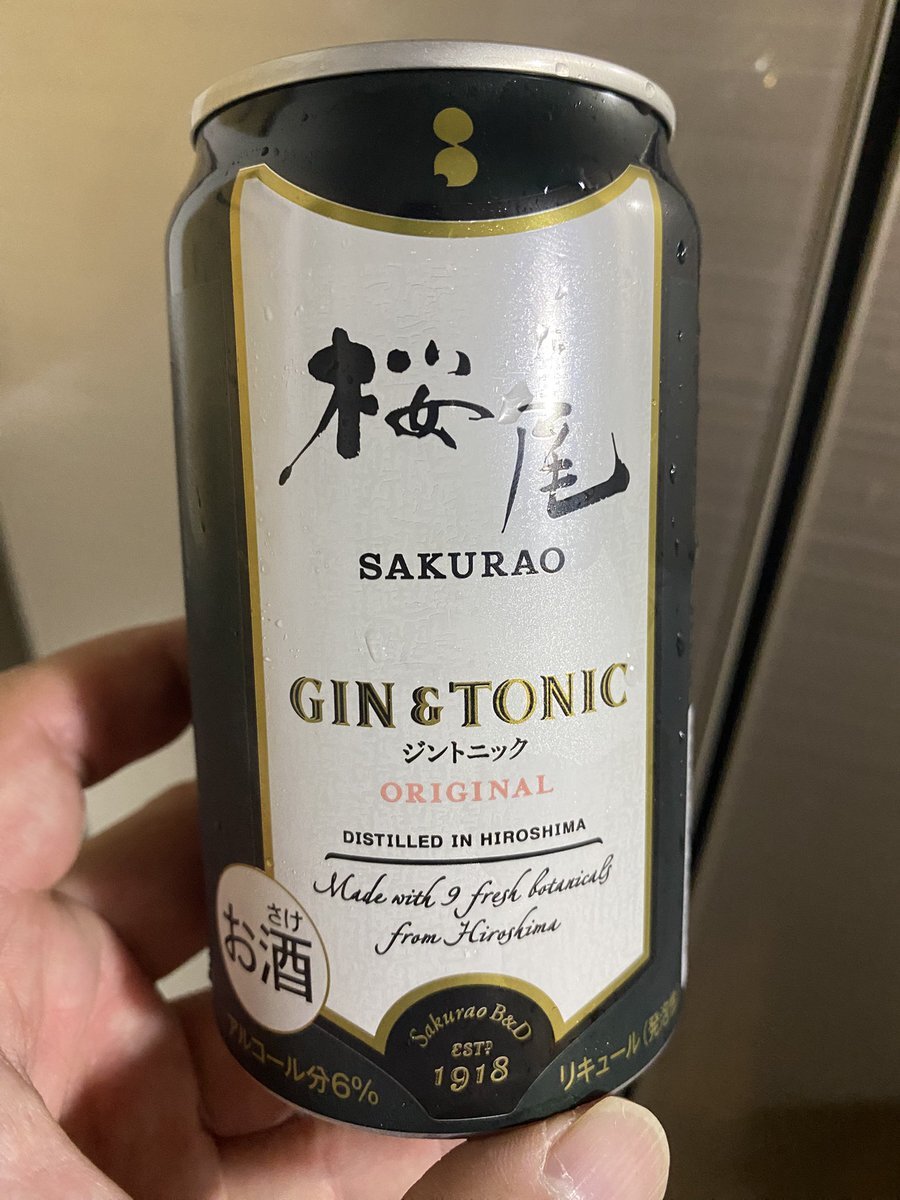 桜尾
SAKURAO
GIN & TONIC
ジントニック
ORIGINAL
DISTILLED IN HIROSHIMA
Made with 9 fresh botanicals
from Hiroshima
さけ
お酒
Sakurao B&D
ESTD
1918
アルコール分6%
リキュール(発泡